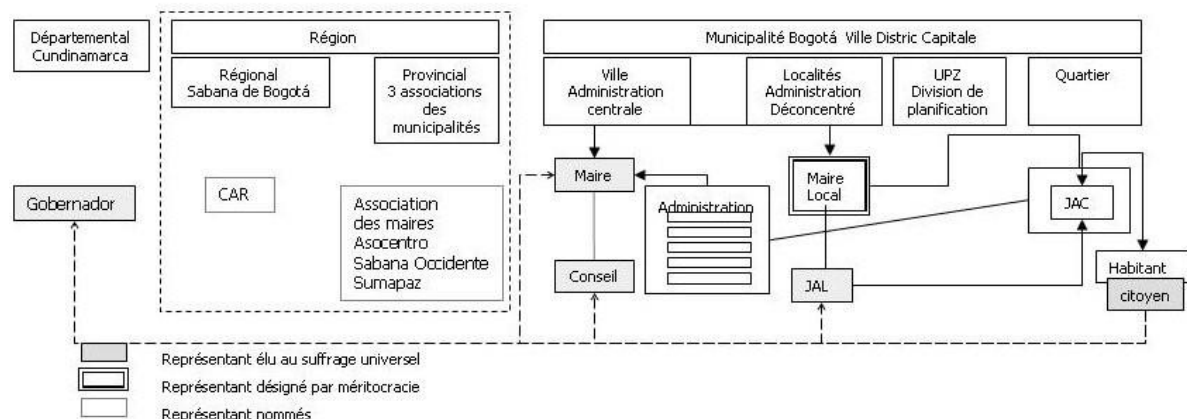 Départemental
Cundinamarca
Région
Municipalité Bogotá Ville Distric Capitale
Régional
Sabana de Bogotá
Provincial
3 associations
des
municipalités
Ville
Administration
centrale
Localités
Administration
Déconcentré
UPZ
Division de
planification
Quartier
Gobernador
CAR
Association
des maires
Asocentro
Sabana Occidente
Sumapaz
Maire
Administration
Maire
Local
JAC
Conseil
JAL
Habitant
citoyen
Représentant élu au suffrage universel
Représentant désigné par méritocracie
Représentant nommés